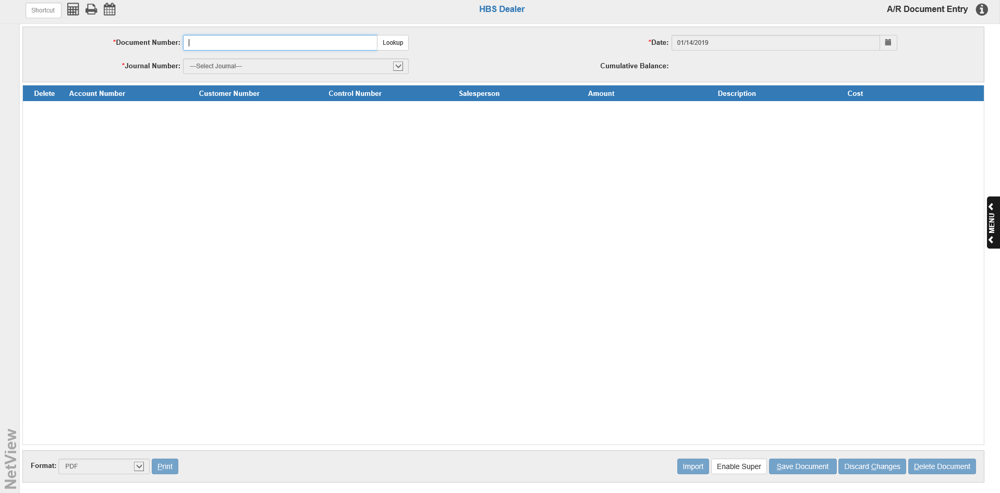 Shortcut
HBS Dealer
A/R Document Entry
*Document Number:
Lookup
*Date:
01/14/2019
*Journal Number:
---Select Journal---
Cumulative Balance:
Delete Account Number Customer Number Control Number Salesperson Amount Description Cost
MENU
NetView
Format:
PDF
Print
Import
Enable Super
Save Document
Discard Changes
Delete Document